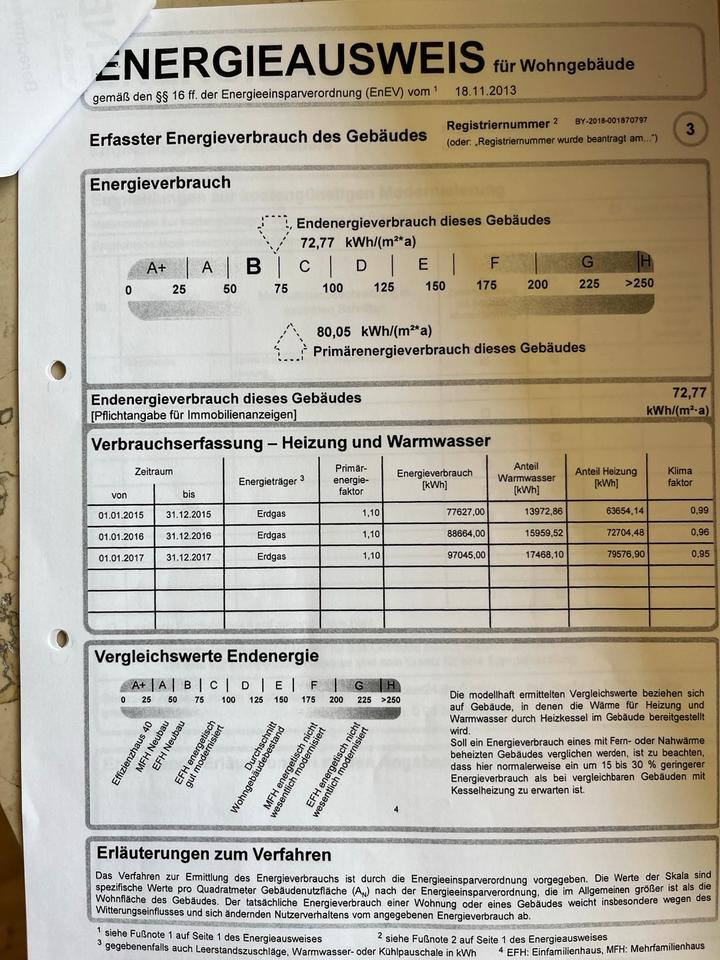 ENERGIEAUSWEIS für Wohngebäude
gemäß den §§ 16 ff. der Energieeinsparverordnung (EnEV) vom ¹ 18.11.2013
Erfasster Energieverbrauch des Gebäudes
Registriernummer ² BY-2018-001870797
(oder: „Registriernummer wurde beantragt am...")
3
Energieverbrauch
Endenergieverbrauch dieses Gebäudes
72,77 kWh/(m²*a)
A+ A B C D E F G H
0 25 50 75 100 125 150 175 200 225 >250
80,05 kWh/(m²*a)
Primärenergieverbrauch dieses Gebäudes
Endenergieverbrauch dieses Gebäudes
[Pflichtangabe für Immobilienanzeigen]
72,77
kWh/(m²·a)
Verbrauchserfassung – Heizung und Warmwasser
Zeitraum
von bis
Energieträger ³
Primär-
energie-
faktor
Energieverbrauch
[kWh]
Anteil
Warmwasser
[kWh]
Anteil Heizung
[kWh]
Klima
faktor
01.01.2015 31.12.2015 Erdgas 1,10 77627,00 13972,86 63654,14 0,99
01.01.2016 31.12.2016 Erdgas 1,10 88664,00 15959,52 72704,48 0,96
01.01.2017 31.12.2017 Erdgas 1,10 97045,00 17468,10 79576,90 0,95
Vergleichswerte Endenergie
A+ A B C D E F G H
0 25 50 75 100 125 150 175 200 225 >250
Effizienzhaus 40
MFH Neubau
EFH Neubau
EFH energetisch
gut modernisiert
Durchschnitt
Wohngebäudebestand
MFH energetisch nicht
wesentlich modernisiert
EFH energetisch nicht
wesentlich modernisiert
4
Die modellhaft ermittelten Vergleichswerte beziehen sich
auf Gebäude, in denen die Wärme für Heizung und
Warmwasser durch Heizkessel im Gebäude bereitgestellt
wird.
Soll ein Energieverbrauch eines mit Fern- oder Nahwärme
beheizten Gebäudes verglichen werden, ist zu beachten,
dass hier normalerweise ein um 15 bis 30 % geringerer
Energieverbrauch als bei vergleichbaren Gebäuden mit
Kesselheizung zu erwarten ist.
Erläuterungen zum Verfahren
Das Verfahren zur Ermittlung des Energieverbrauchs ist durch die Energieeinsparverordnung vorgegeben. Die Werte der Skala sind
spezifische Werte pro Quadratmeter Gebäudenutzfläche (A_N) nach der Energieeinsparverordnung, die im Allgemeinen größer ist als die
Wohnfläche des Gebäudes. Der tatsächliche Energieverbrauch einer Wohnung oder eines Gebäudes weicht insbesondere wegen des
Witterungseinflusses und sich ändernden Nutzerverhaltens vom angegebenen Energieverbrauch ab.
¹ siehe Fußnote 1 auf Seite 1 des Energieausweises ² siehe Fußnote 2 auf Seite 1 des Energieausweises
³ gegebenenfalls auch Leerstandszuschläge, Warmwasser- oder Kühlpauschale in kWh ⁴ EFH: Einfamilienhaus, MFH: Mehrfamilienhaus